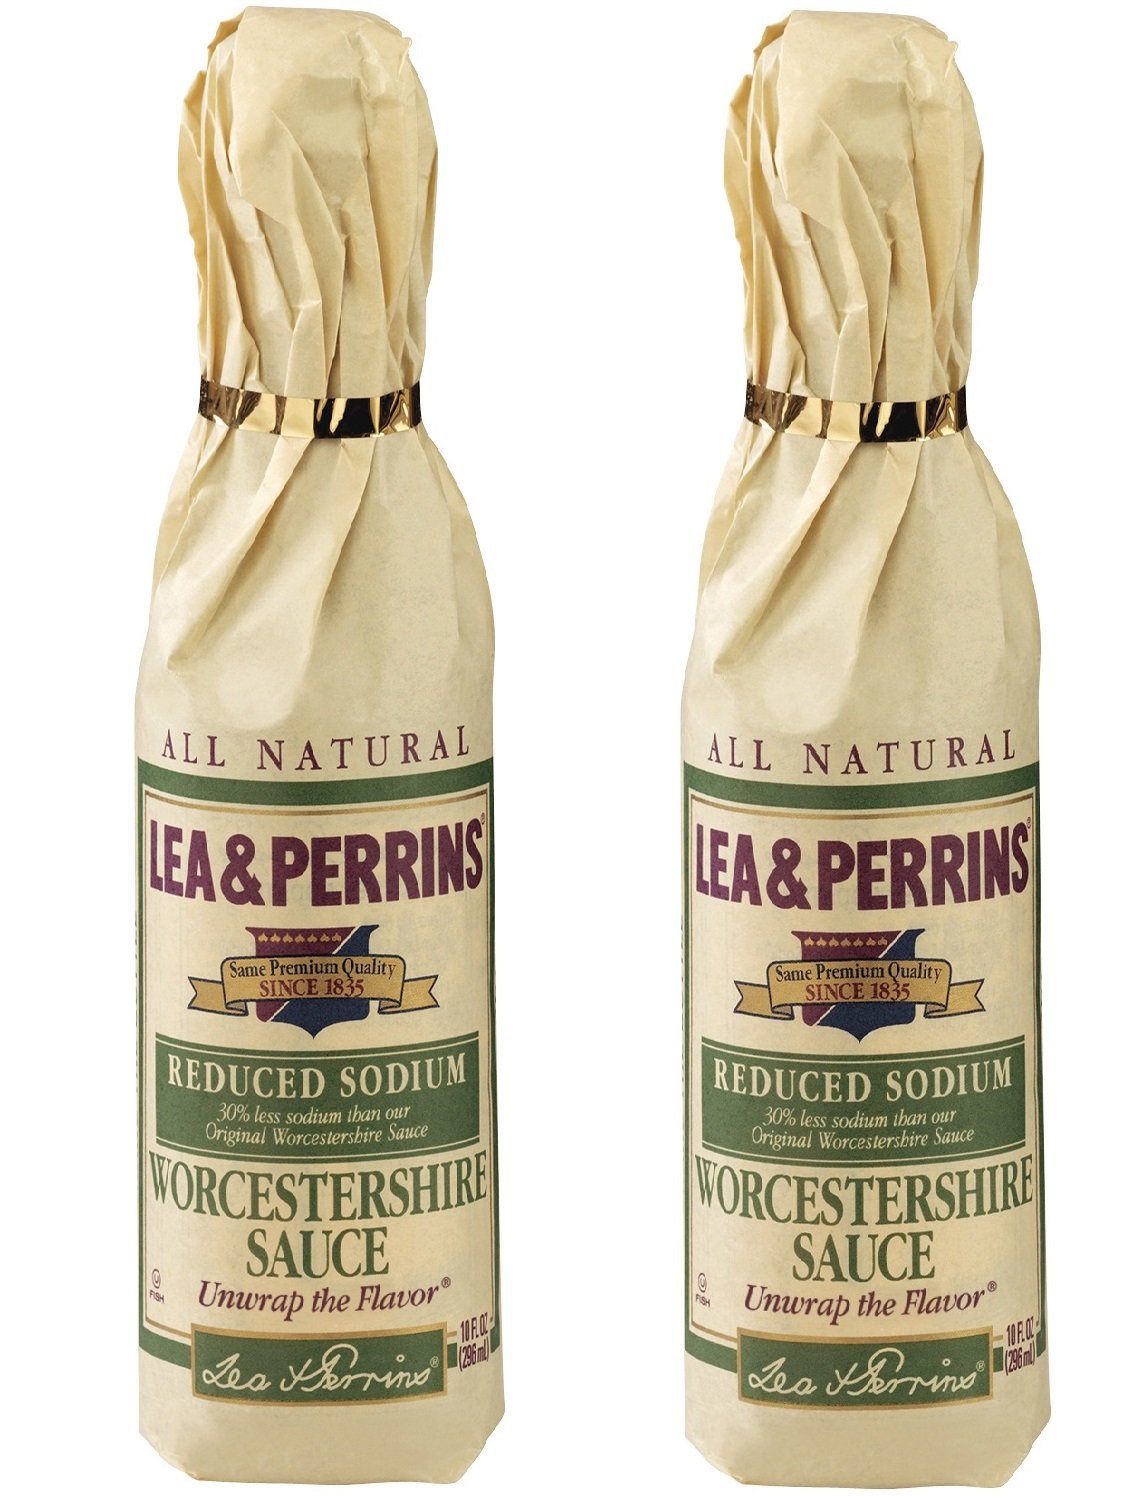 ALL NATURAL
LEA & PERRINS®
Same Premium Quality
SINCE 1835
REDUCED SODIUM
30% less sodium than our
Original Worcestershire Sauce
WORCESTERSHIRE
SAUCE
Unwrap the Flavor®
U
FISH
10 FL OZ
(296 mL)
Lea & Perrins®
ALL NATURAL
LEA & PERRINS®
Same Premium Quality
SINCE 1835
REDUCED SODIUM
30% less sodium than our
Original Worcestershire Sauce
WORCESTERSHIRE
SAUCE
Unwrap the Flavor®
U
FISH
10 FL OZ
(296 mL)
Lea & Perrins®